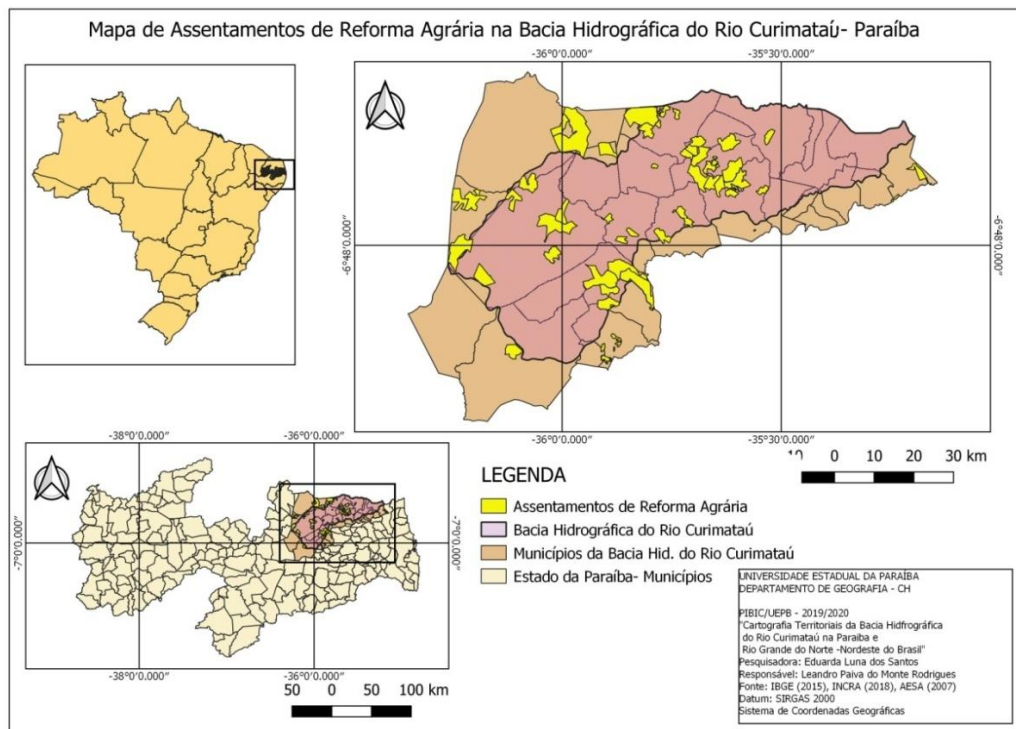 Mapa de Assentamentos de Reforma Agrária na Bacia Hidrográfica do Rio Curimataú- Paraíba
-36°0'0.000"
-35°30'0.000"
-6°48'0.000"
-6°48'0.000"
-36°0'0.000"
-35°30'0.000"
10 0 10 20 30 km
-38°0'0.000"
-36°0'0.000"
-7°0'0.000"
-7°0'0.000"
-38°0'0.000"
-36°0'0.000"
50 0 50 100 km
LEGENDA
Assentamentos de Reforma Agrária
Bacia Hidrográfica do Rio Curimataú
Municípios da Bacia Hid. do Rio Curimataú
Estado da Paraíba- Municípios
UNIVERSIDADE ESTADUAL DA PARAÍBA
DEPARTAMENTO DE GEOGRAFIA - CH
PIBIC/UEPB - 2019/2020
"Cartografia Territoriais da Bacia Hidfrográfica
do Rio Curimataú na Paraiba e
Rio Grande do Norte -Nordeste do Brasil"
Pesquisadora: Eduarda Luna dos Santos
Responsável: Leandro Paiva do Monte Rodrigues
Fonte: IBGE (2015), INCRA (2018), AESA (2007)
Datum: SIRGAS 2000
Sistema de Coordenadas Geográficas